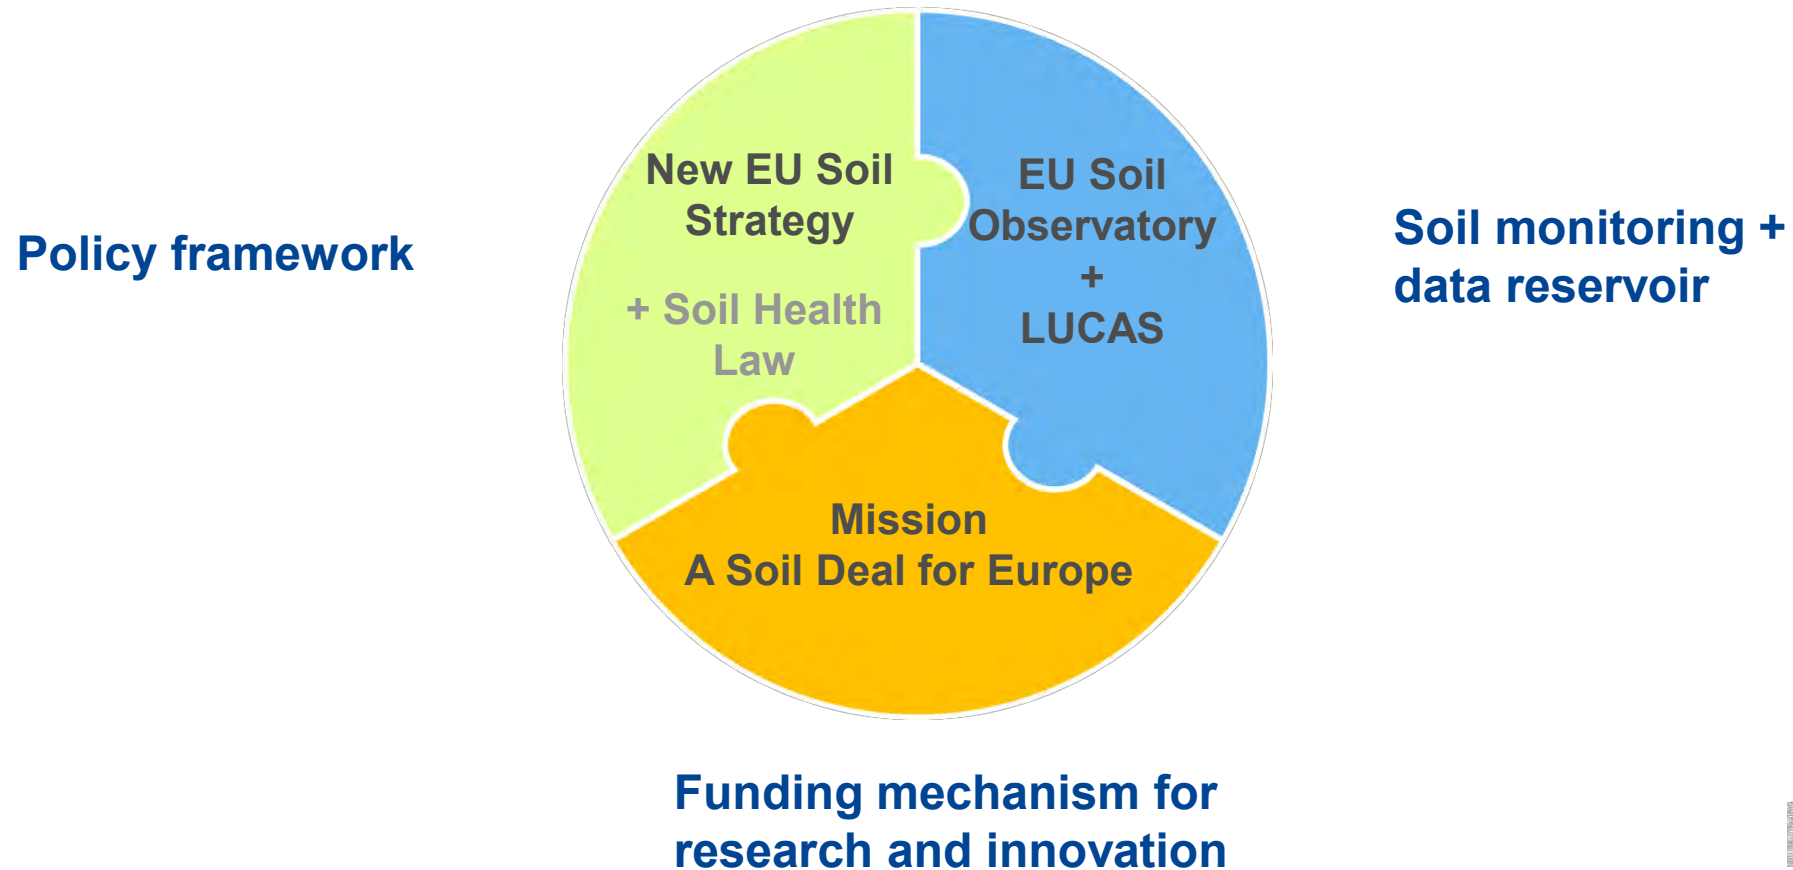 Policy framework
New EU Soil
Strategy
+ Soil Health
Law
EU Soil
Observatory
+
LUCAS
Soil monitoring +
data reservoir
Mission
A Soil Deal for Europe
Funding mechanism for
research and innovation